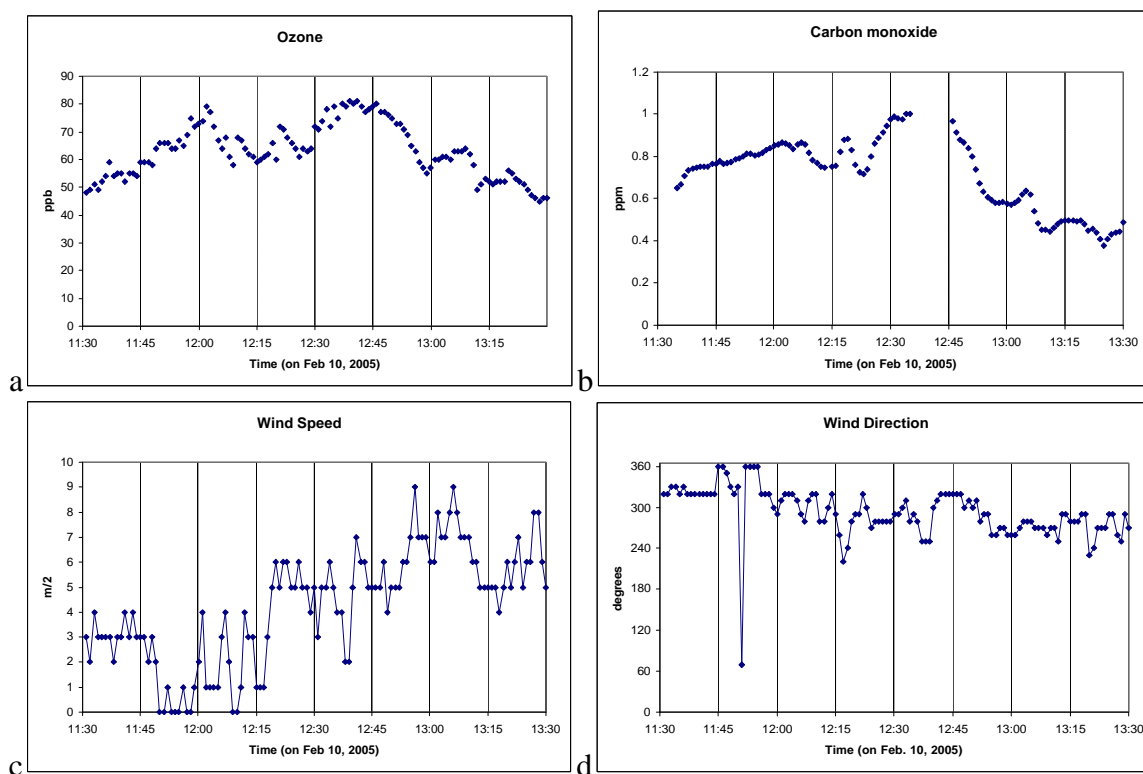 Ozone
90
80
70
60
50
40
30
20
10
0
ppb
11:30 11:45 12:00 12:15 12:30 12:45 13:00 13:15
Time (on Feb 10, 2005)
a
Carbon monoxide
1.2
1
0.8
0.6
0.4
0.2
0
ppm
11:30 11:45 12:00 12:15 12:30 12:45 13:00 13:15 13:30
Time (on Feb 10, 2005)
b
Wind Speed
10
9
8
7
6
5
4
3
2
1
0
m/2
11:30 11:45 12:00 12:15 12:30 12:45 13:00 13:15 13:30
Time (on Feb 10, 2005)
c
Wind Direction
360
300
240
180
120
60
0
degrees
11:30 11:45 12:00 12:15 12:30 12:45 13:00 13:15 13:30
Time (on Feb. 10, 2005)
d